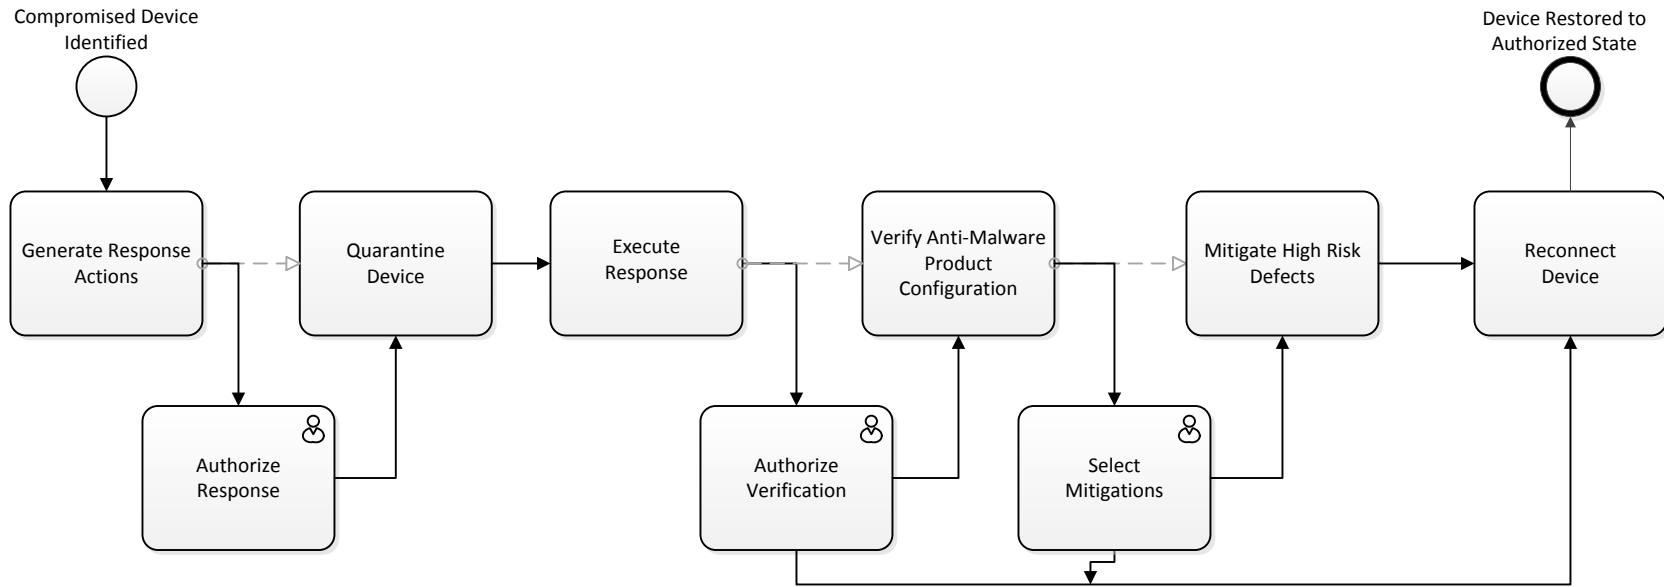 Compromised Device
Identified
Device Restored to
Authorized State
Generate Response
Actions
Quarantine
Device
Execute
Response
Verify Anti-Malware
Product
Configuration
Mitigate High Risk
Defects
Reconnect
Device
Authorize
Response
Authorize
Verification
Select
Mitigations